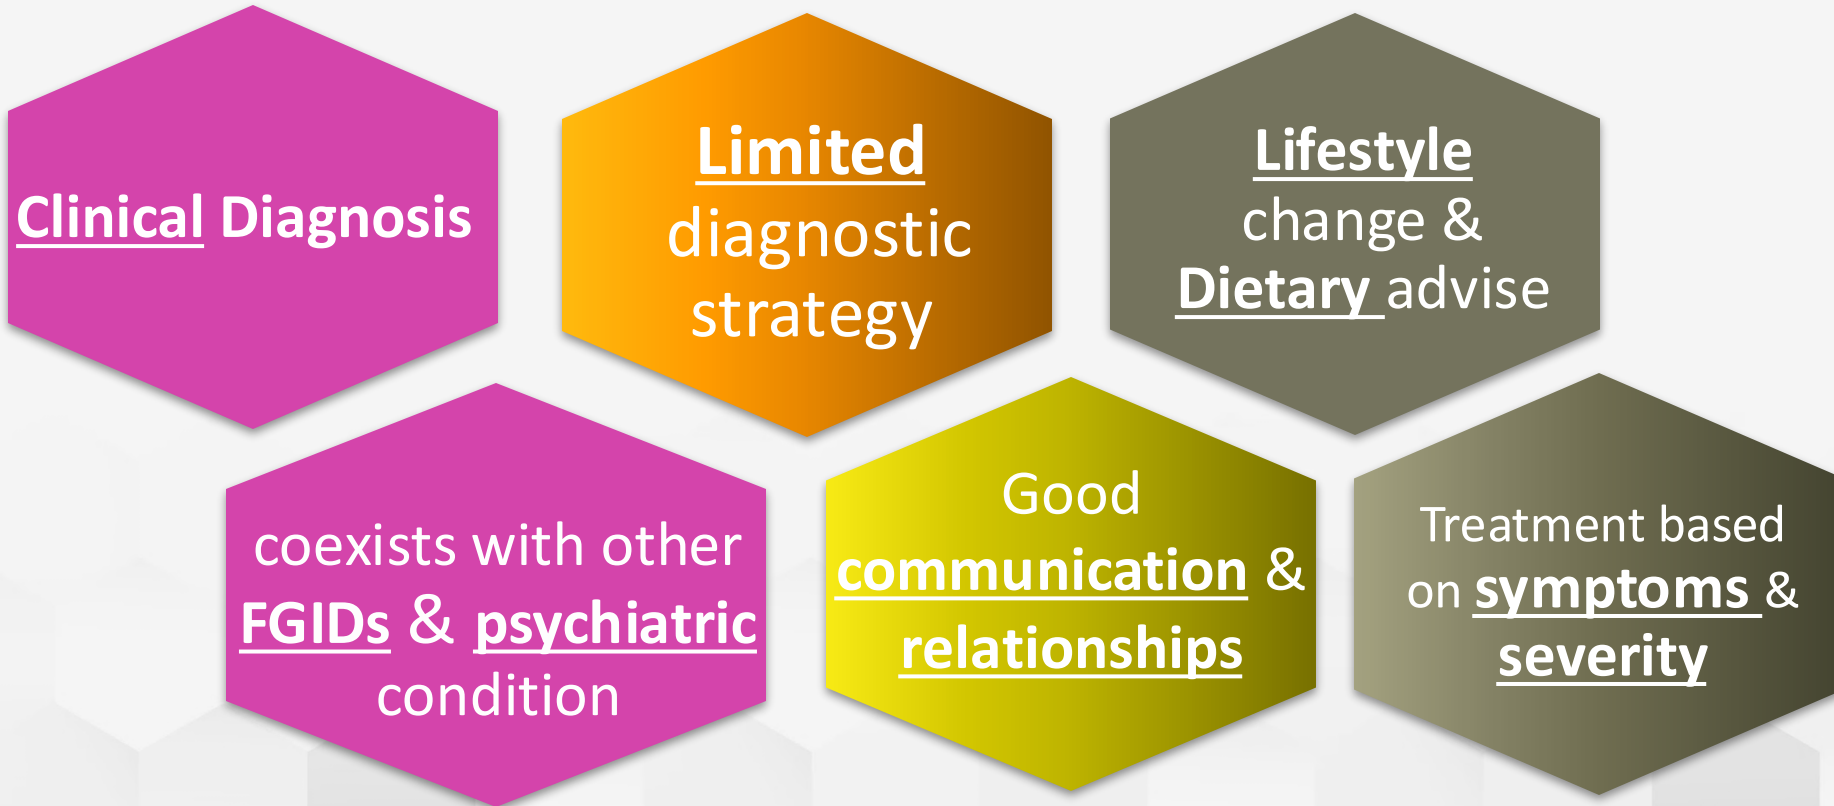 Clinical Diagnosis
Limited
diagnostic
strategy
Lifestyle
change &
Dietary advise
coexists with other
FGIDs & psychiatric
condition
Good
communication &
relationships
Treatment based
on symptoms &
severity